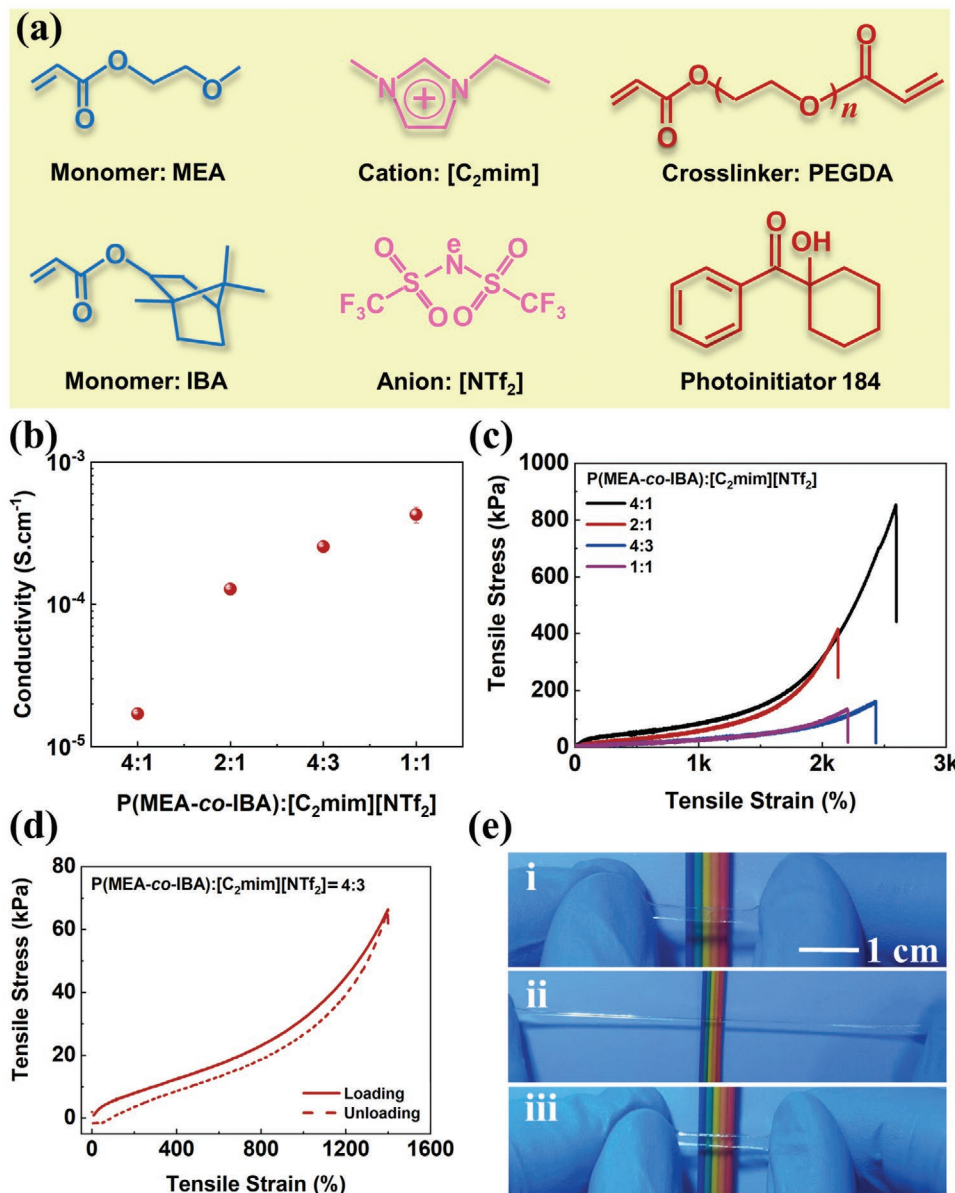 (a)
O
O
O
Monomer: MEA
N
N
+
Cation: [C₂mim]
O
O
O
O
n
Crosslinker: PEGDA
O
O
Monomer: IBA
e
O
N
O
S
S
F₃C
O
O
CF₃
Anion: [NTf₂]
O
OH
Photoinitiator 184
(b)
10⁻³
10⁻⁴
10⁻⁵
Conductivity (S.cm⁻¹)
4:1
2:1
4:3
1:1
P(MEA-co-IBA):[C₂mim][NTf₂]
(c)
1000
800
600
400
200
0
Tensile Stress (kPa)
P(MEA-co-IBA):[C₂mim][NTf₂]
4:1
2:1
4:3
1:1
0
1k
2k
3k
Tensile Strain (%)
(d)
80
60
40
20
0
Tensile Stress (kPa)
P(MEA-co-IBA):[C₂mim][NTf₂]= 4:3
Loading
Unloading
0
400
800
1200
1600
Tensile Strain (%)
(e)
i
1 cm
ii
iii